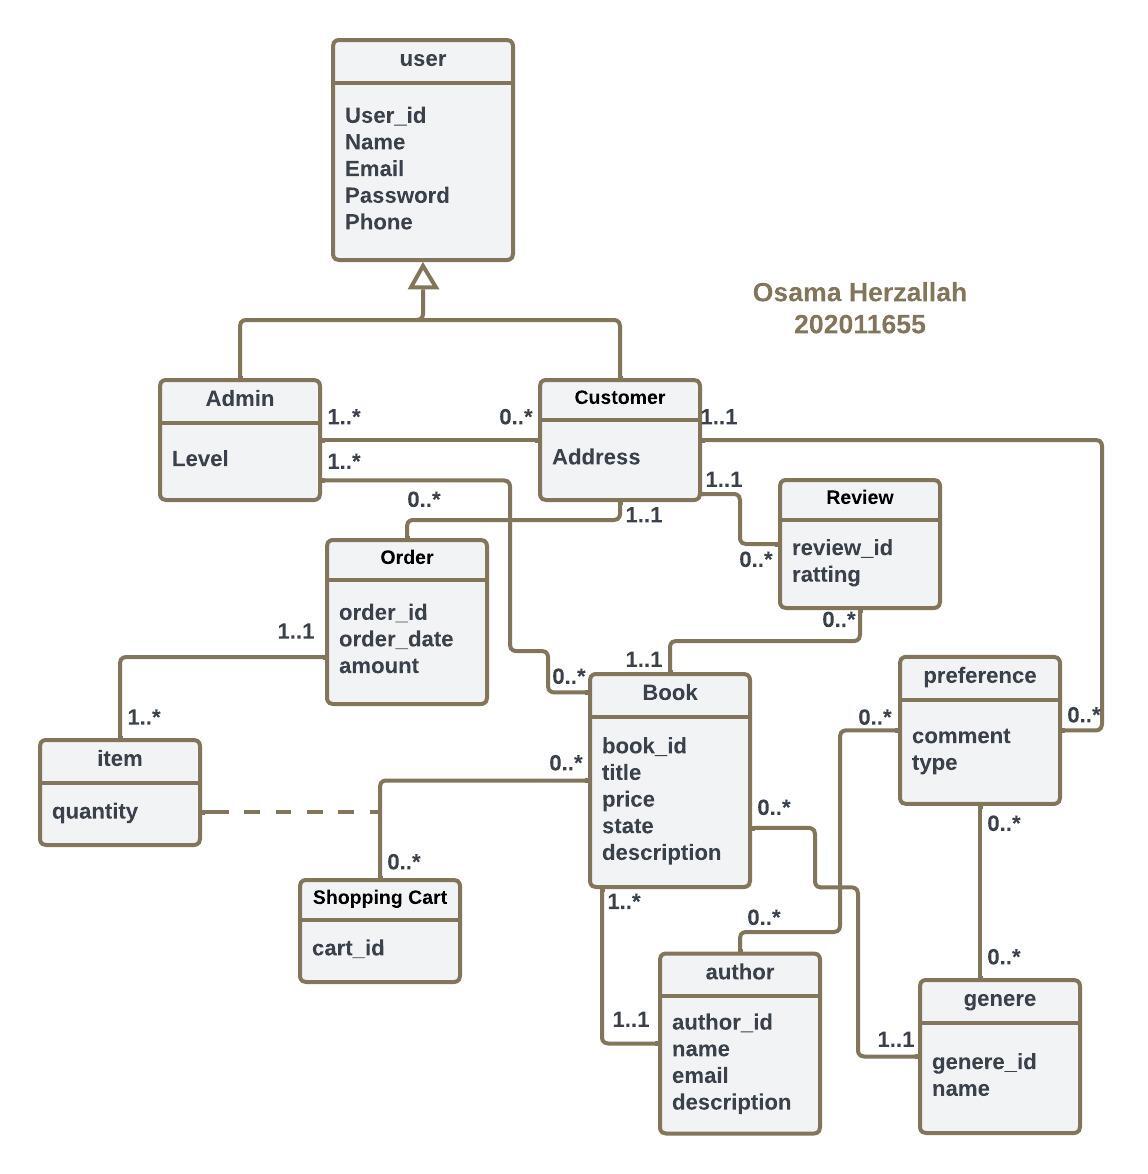 user
User_id
Name
Email
Password
Phone
Osama Herzallah
202011655
Admin
Level
1..*
1..*
0..*
Customer
Address
1..1
1..1
1..1
0..*
Review
review_id
ratting
0..*
0..*
Order
order_id
order_date
amount
1..1
1..*
item
quantity
1..1
0..*
Book
book_id
title
price
state
description
0..*
0..*
1..*
0..*
Shopping Cart
cart_id
preference
comment
type
0..*
0..*
0..*
0..*
0..*
author
author_id
name
email
description
1..1
1..1
genere
genere_id
name